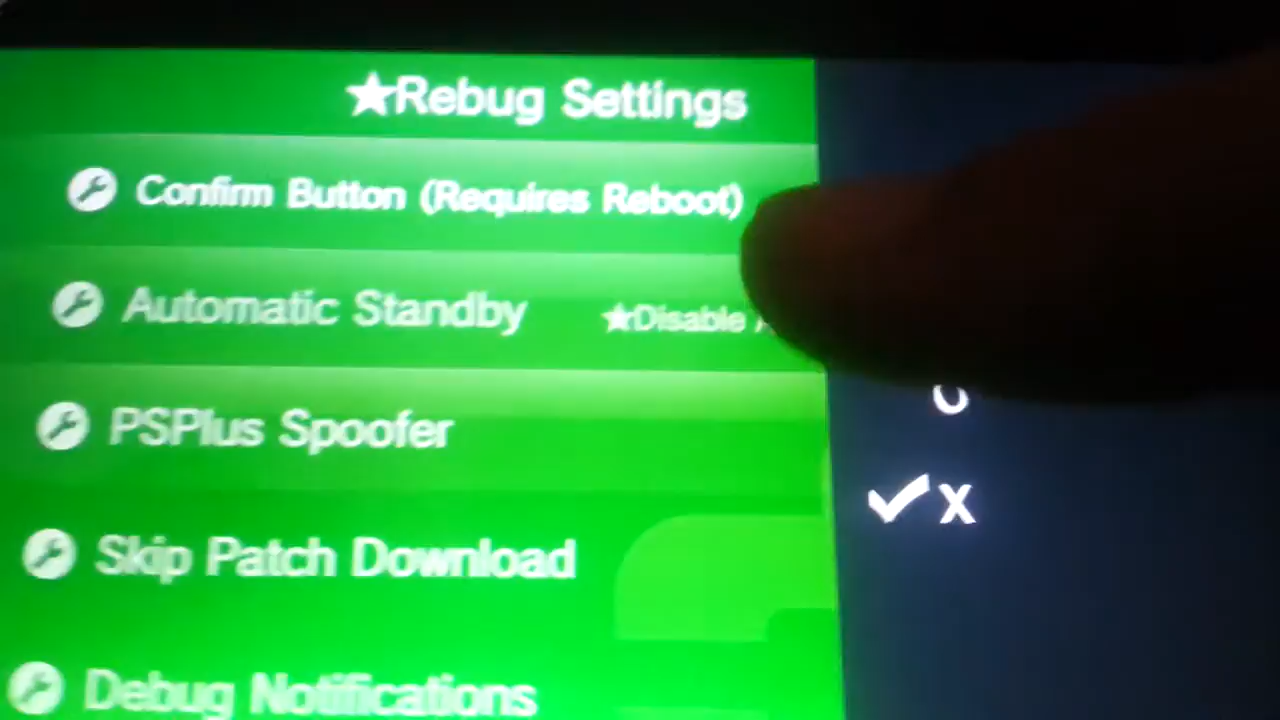 ★Rebug Settings
Confirm Button (Requires Reboot)
Automatic Standby ★Disable
PSPlus Spoofer
Skip Patch Download
Debug Notifications
O
✔X